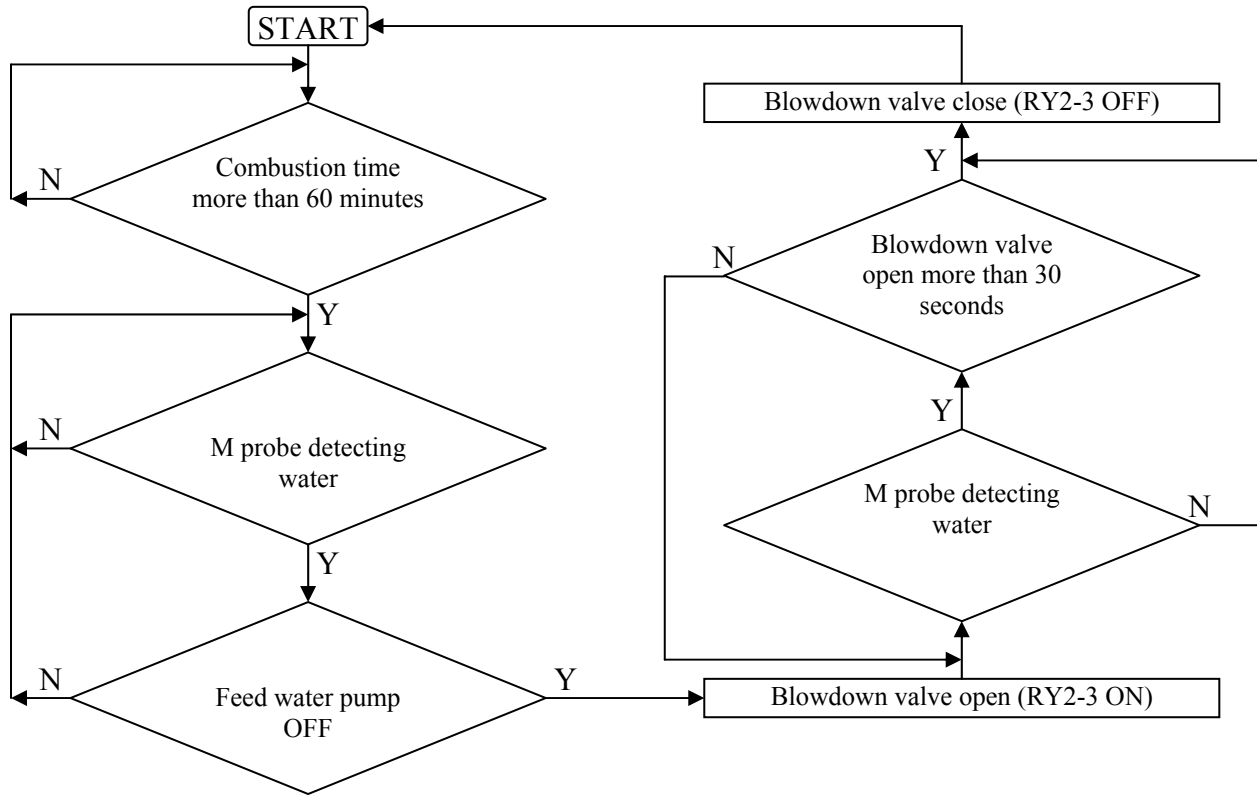 START
Combustion time
more than 60 minutes
N
Y
M probe detecting
water
N
Y
Feed water pump
OFF
N
Y
Blowdown valve open (RY2-3 ON)
M probe detecting
water
N
Y
Blowdown valve
open more than 30
seconds
N
Y
Blowdown valve close (RY2-3 OFF)